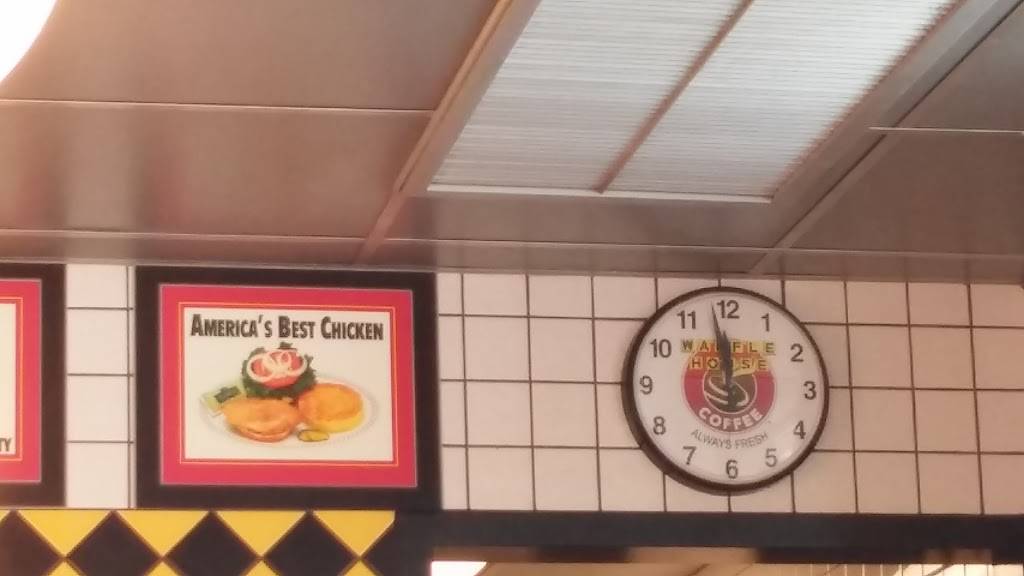 TY
AMERICA'S BEST CHICKEN
12
1
2
3
4
5
6
7
8
9
10
11
WAFFLE
HOUSE
COFFEE
ALWAYS FRESH